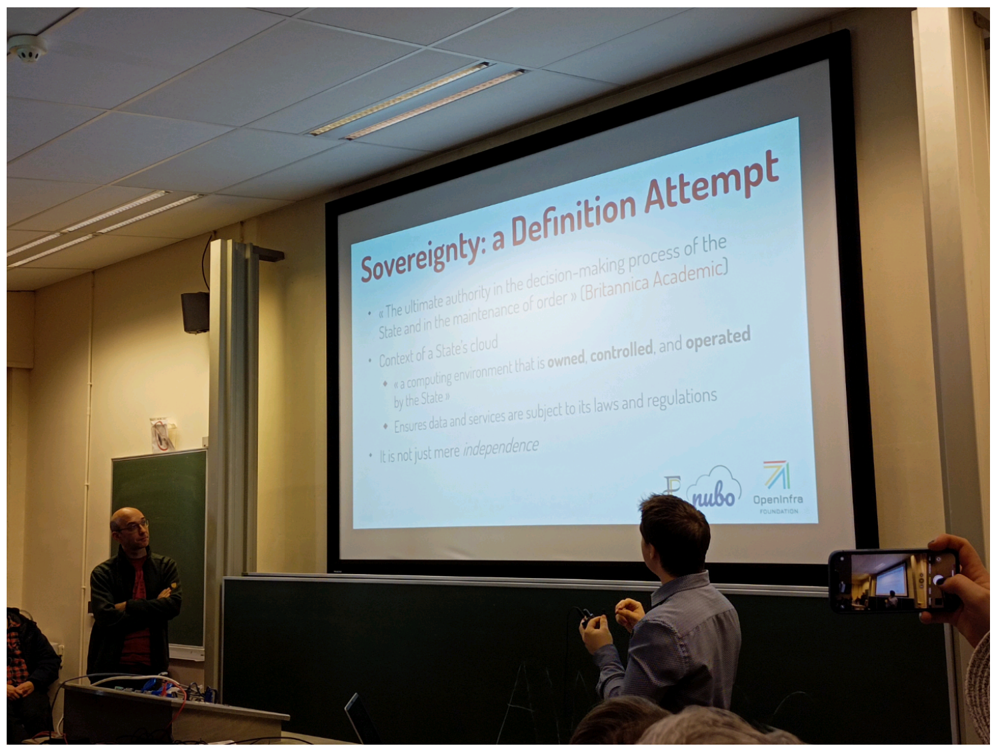 Sovereignty: a Definition Attempt
• « The ultimate authority in the decision-making process of the
State and in the maintenance of order » (Britannica Academic)
• Context of a State's cloud
◆ « a computing environment that is owned, controlled, and operated
by the State »
◆ Ensures data and services are subject to its laws and regulations
• It is not just mere independence
nubo
OpenInfra
FOUNDATION